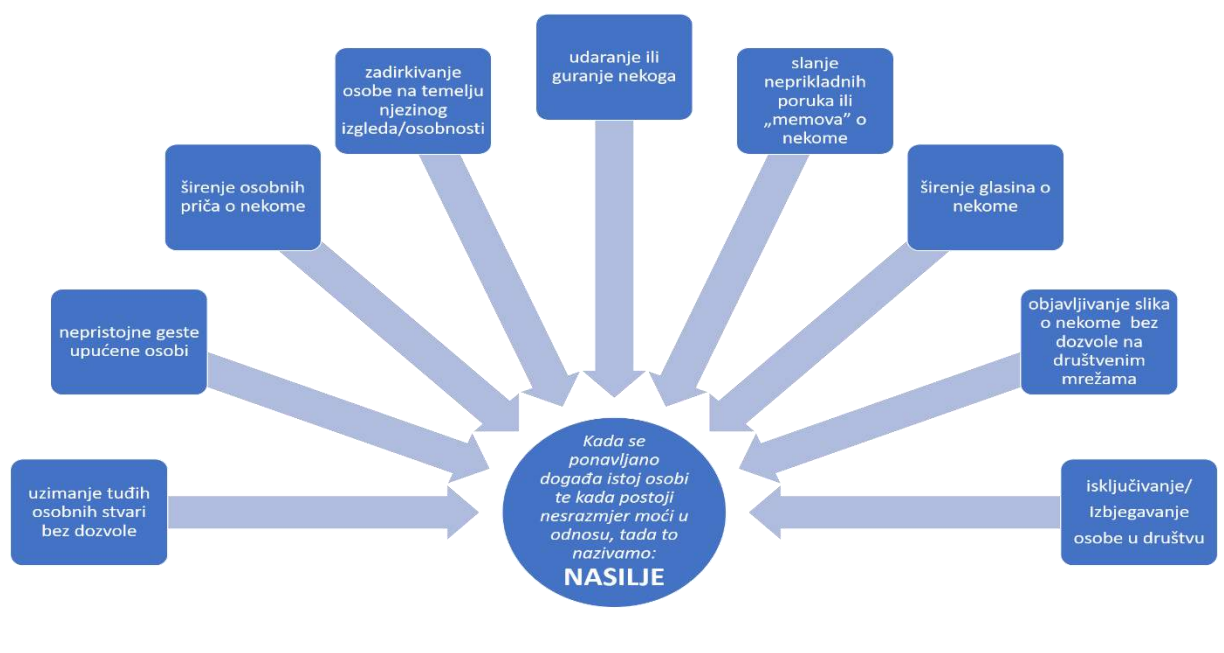 uzimanje tuđih
osobnih stvari
bez dozvole
nepristojne geste
upućene osobi
širenje osobnih
priča o nekome
zadirkivanje
osobe na temelju
njezinog
izgleda/osobnosti
udaranje ili
guranje nekoga
slanje
neprikladnih
poruka ili
„memova” o
nekome
širenje glasina o
nekome
objavljivanje slika
o nekome bez
dozvole na
društvenim
mrežama
isključivanje/
Izbjegavanje
osobe u društvu
Kada se
ponavljano
događa istoj osobi
te kada postoji
nesrazmjer moći u
odnosu, tada to
nazivamo:
NASILJE